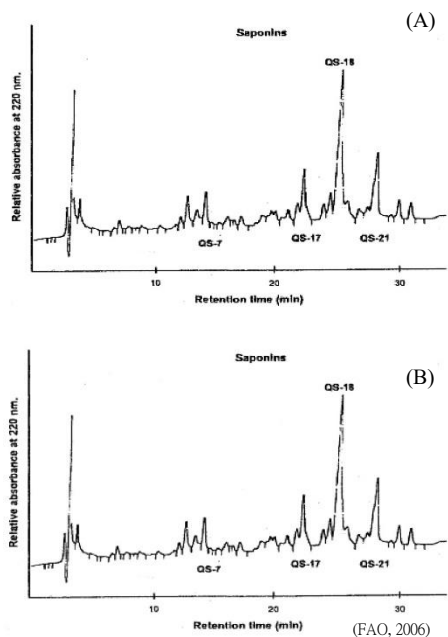 (A)
Saponins
QS-18
Relative absorbance at 220 nm.
QS-7
QS-17
QS-21
10
20
30
Retention time (min)
(B)
Saponins
QS-18
Relative absorbance at 220 nm.
QS-7
QS-17
QS-21
10
20
30
Retention time (min)
(FAO, 2006)